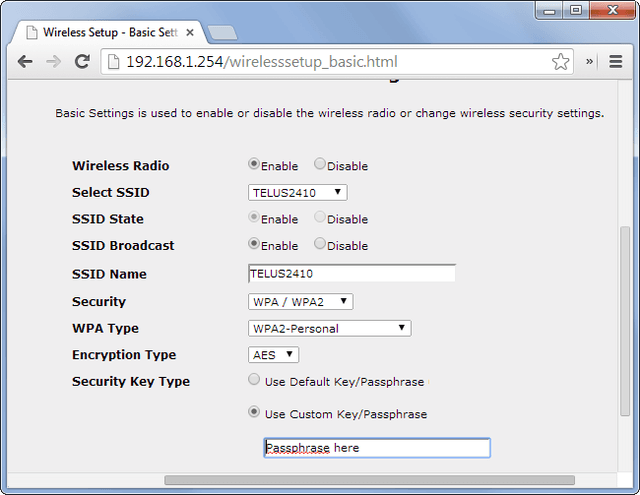 Wireless Setup - Basic Sett
192.168.1.254/wirelesssetup_basic.html
Basic Settings is used to enable or disable the wireless radio or change wireless security settings.
Wireless Radio Enable Disable
Select SSID TELUS2410
SSID State Enable Disable
SSID Broadcast Enable Disable
SSID Name TELUS2410
Security WPA / WPA2
WPA Type WPA2-Personal
Encryption Type AES
Security Key Type Use Default Key/Passphrase
Use Custom Key/Passphrase
Passphrase here